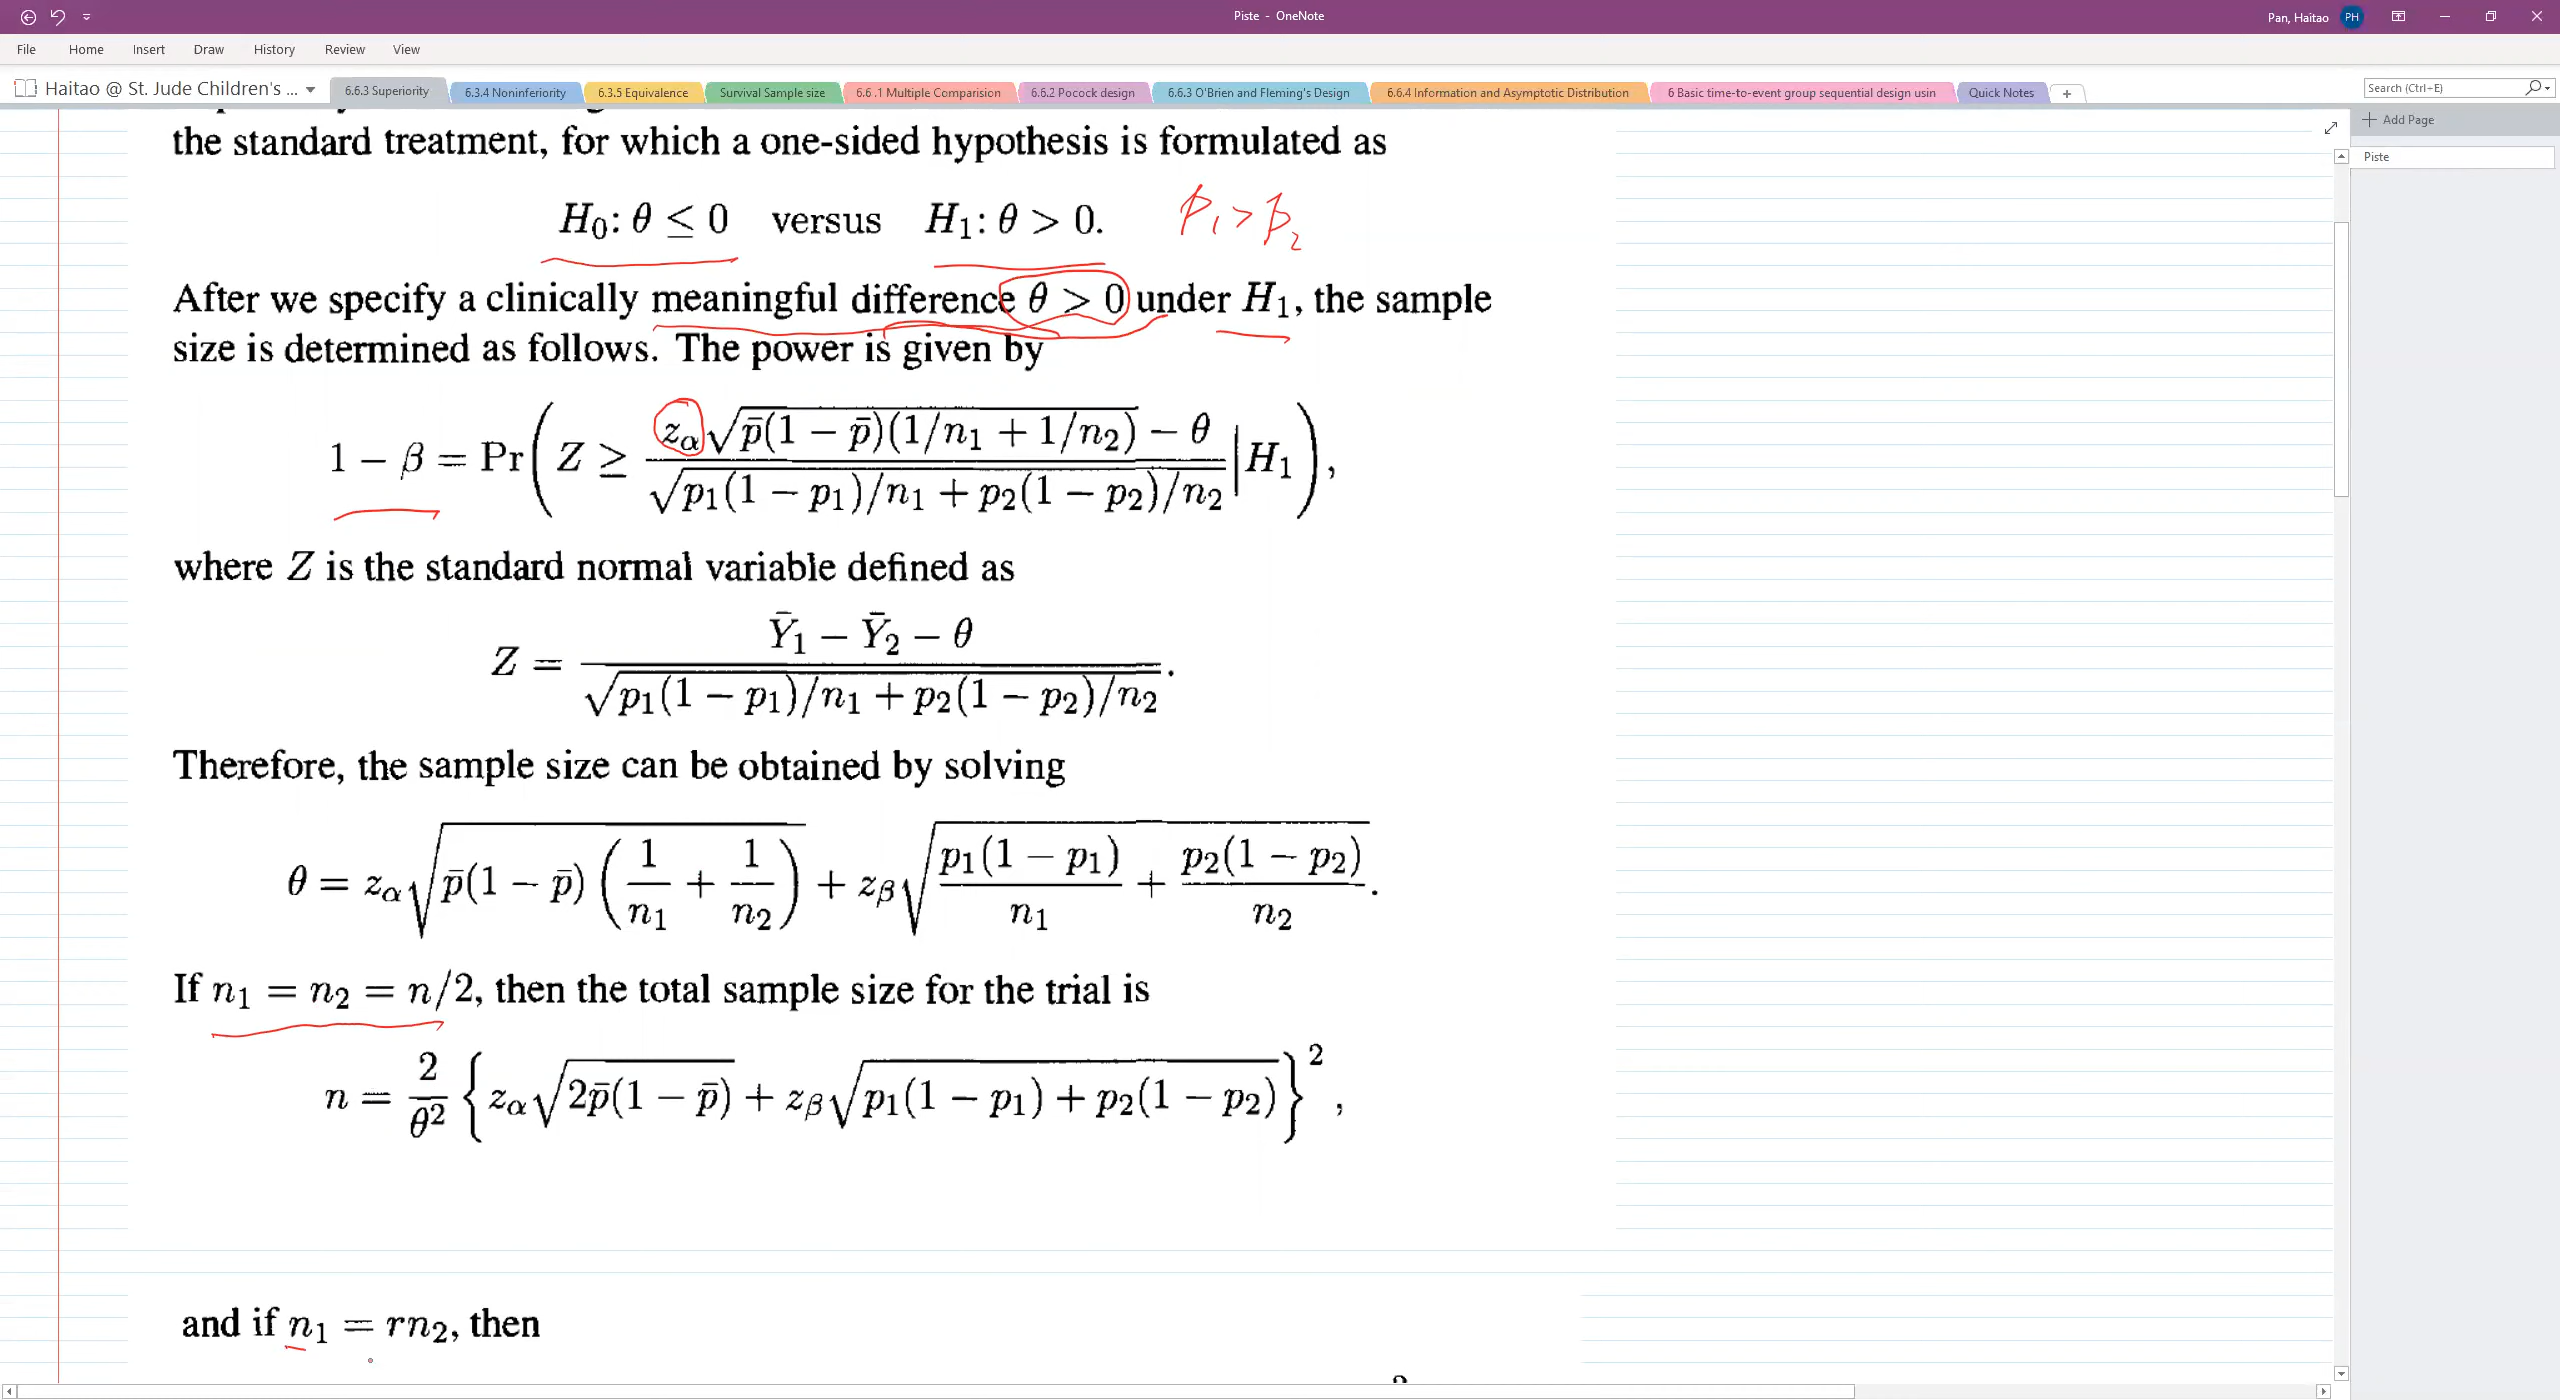 Piste - OneNote
Pan, Haitao PH
File Home Insert Draw History Review View
Haitao @ St. Jude Children's ... 6.6.3 Superiority 6.3.4 Noninferiority 6.3.5 Equivalence Survival Sample size 6.6 .1 Multiple Comparision 6.6.2 Pocock design 6.6.3 O'Brien and Fleming's Design 6.6.4 Information and Asymptotic Distribution 6 Basic time-to-event group sequential design usin Quick Notes + Search (Ctrl+E)
Add Page
Piste
the standard treatment, for which a one-sided hypothesis is formulated as
H₀: θ ≤ 0 versus H₁: θ > 0. p₁ > p₂
After we specify a clinically meaningful difference θ > 0 under H₁, the sample
size is determined as follows. The power is given by
1 − β = Pr( Z ≥ (z_α √(p̄(1 − p̄)(1/n₁ + 1/n₂)) − θ) / √(p₁(1 − p₁)/n₁ + p₂(1 − p₂)/n₂) | H₁ ),
where Z is the standard normal variable defined as
Z = (Ȳ₁ − Ȳ₂ − θ) / √(p₁(1 − p₁)/n₁ + p₂(1 − p₂)/n₂).
Therefore, the sample size can be obtained by solving
θ = z_α √(p̄(1 − p̄) (1/n₁ + 1/n₂)) + z_β √(p₁(1 − p₁)/n₁ + p₂(1 − p₂)/n₂).
If n₁ = n₂ = n/2, then the total sample size for the trial is
n = 2/θ² { z_α √(2p̄(1 − p̄)) + z_β √(p₁(1 − p₁) + p₂(1 − p₂)) }²,
and if n₁ = rn₂, then